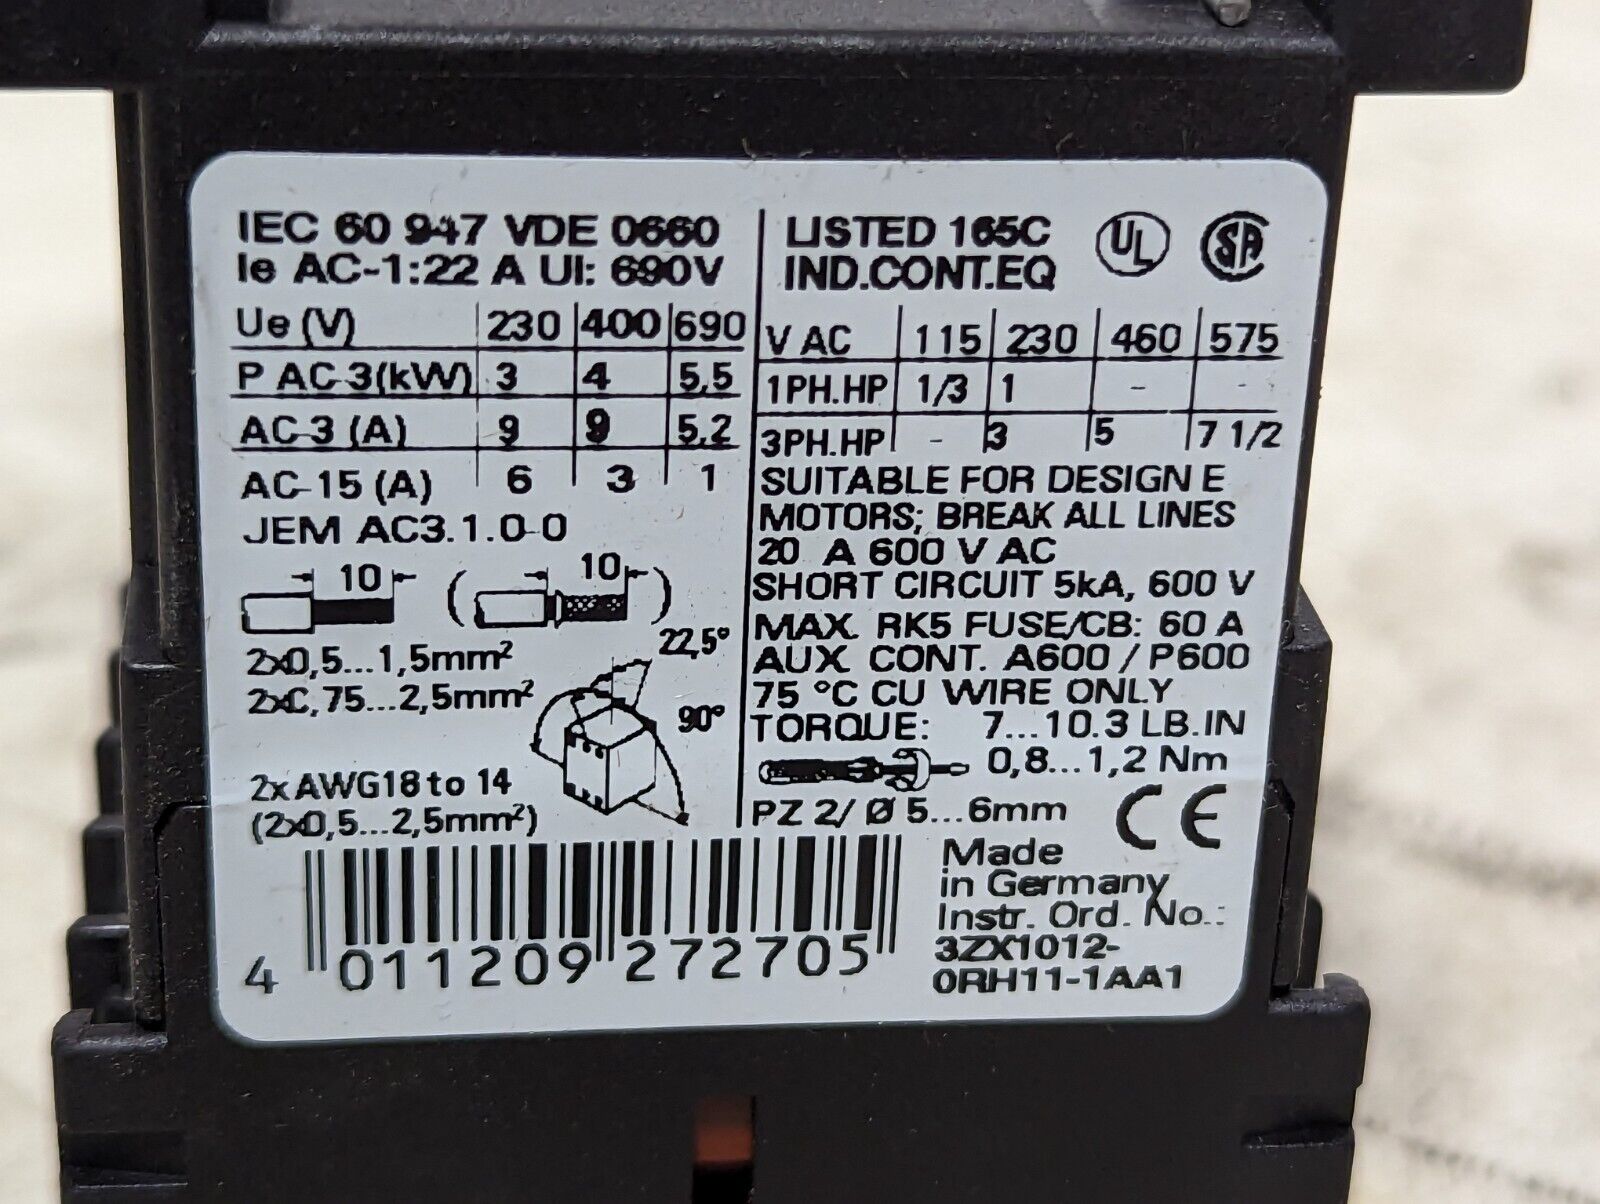 IEC 60 947 VDE 0660
Ie AC-1:22 A UI: 690V
Ue (V) 230 400 690
P AC-3(kW) 3 4 5,5
AC-3 (A) 9 9 5,2
AC-15 (A) 6 3 1
JEM AC3.1.0-0
10 ( 10 )
2x0,5...1,5mm²
2x0,75...2,5mm²
22,5°
90°
2xAWG18 to 14
(2x0,5...2,5mm²)
LISTED 165C UL SA
IND.CONT.EQ
V AC 115 230 460 575
1PH.HP 1/3 1 - -
3PH.HP - 3 5 7 1/2
SUITABLE FOR DESIGN E
MOTORS; BREAK ALL LINES
20 A 600 V AC
SHORT CIRCUIT 5kA, 600 V
MAX. RK5 FUSE/CB: 60 A
AUX. CONT. A600 / P600
75 °C CU WIRE ONLY
TORQUE: 7...10.3 LB.IN
0,8...1,2 Nm
PZ 2/ Ø 5...6mm CE
4 011209 272705
Made
in Germany
Instr. Ord. No.:
3ZX1012-
0RH11-1AA1